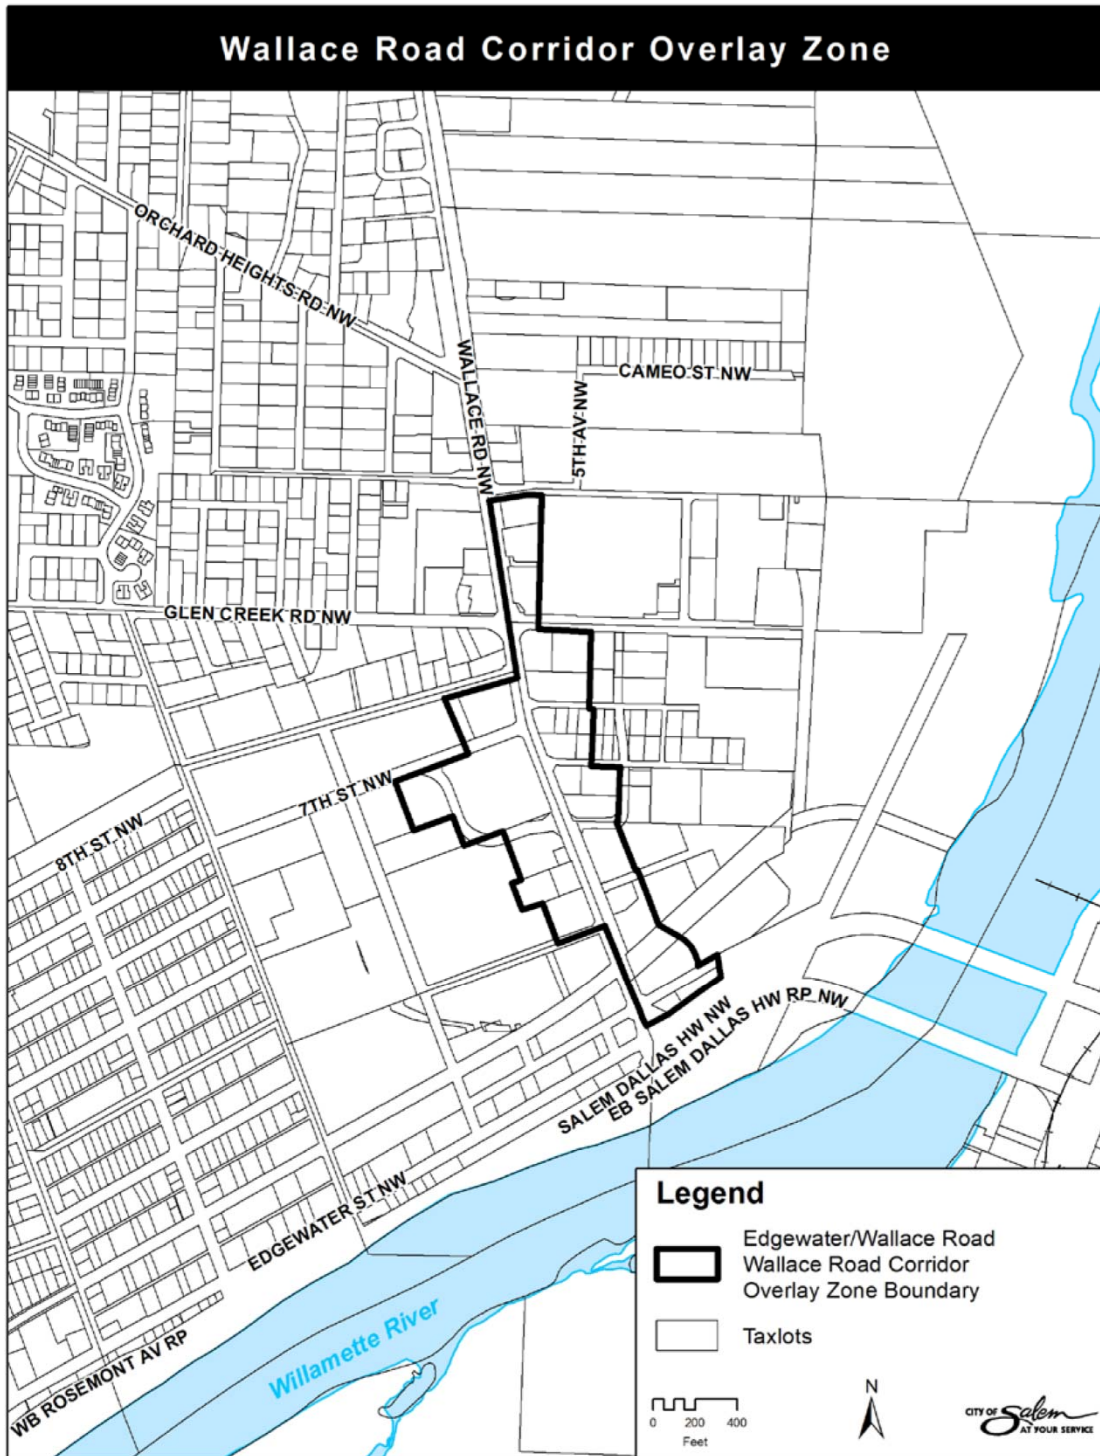 Wallace Road Corridor Overlay Zone
ORCHARD HEIGHTS RD NW
WALLACE RD NW
CAMEO ST NW
5TH AV NW
GLEN CREEK RD NW
7TH ST NW
8TH ST NW
SALEM DALLAS HW NW
EB SALEM DALLAS HW RP NW
EDGEWATER ST NW
WB ROSEMONT AV RP
Willamette River
Legend
Edgewater/Wallace Road
Wallace Road Corridor
Overlay Zone Boundary
Taxlots
0 200 400
Feet
N
CITY OF Salem
AT YOUR SERVICE